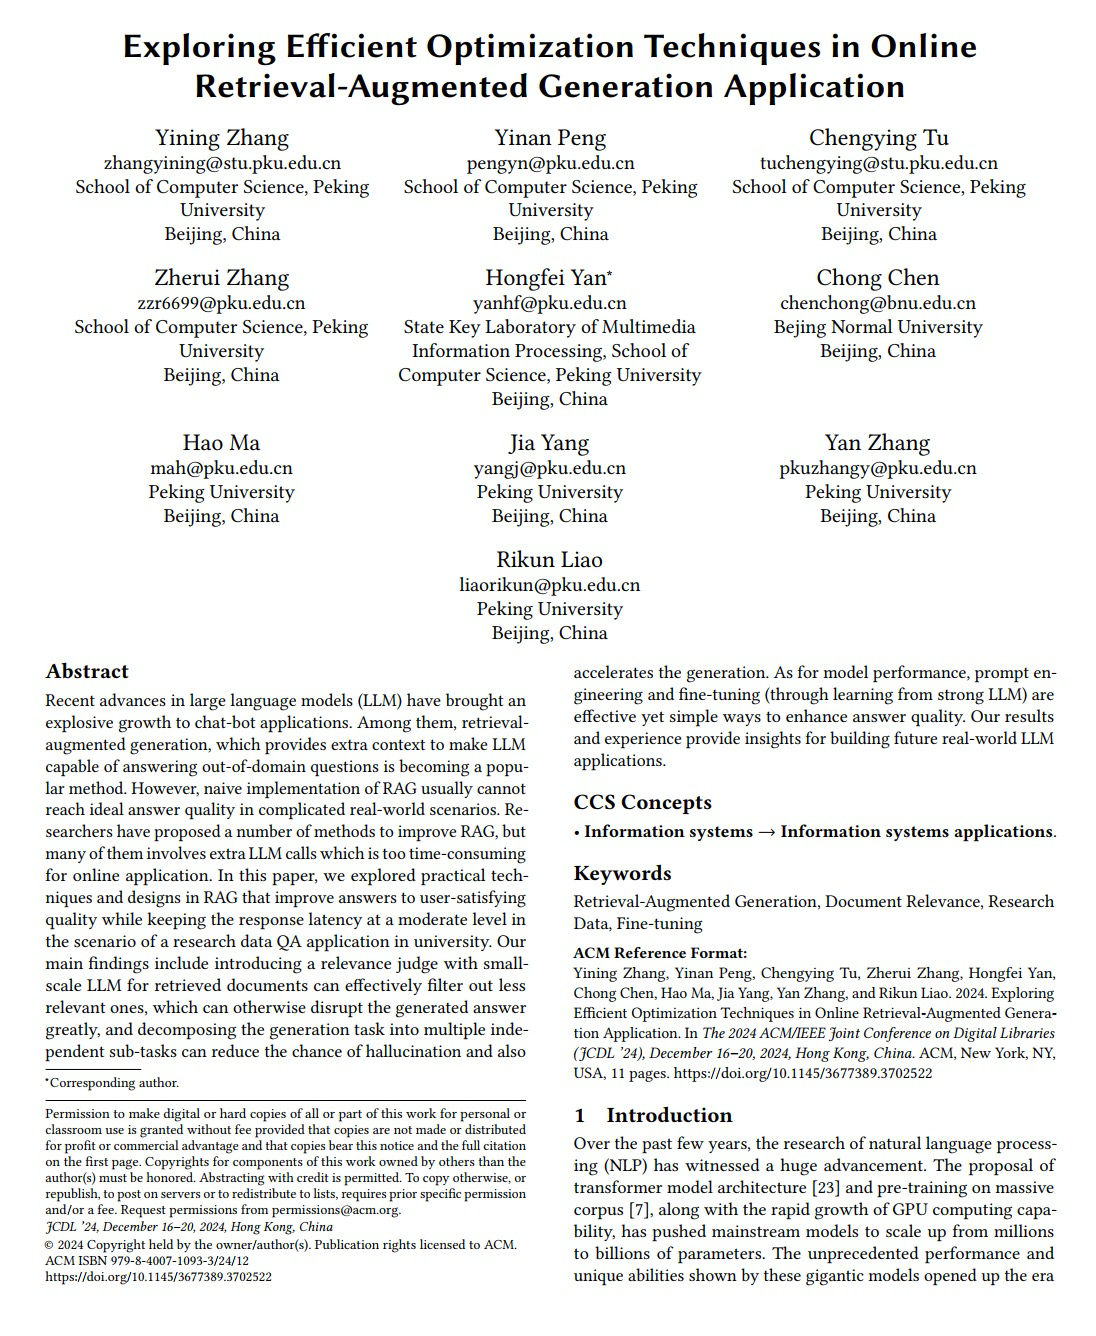 Exploring Efficient Optimization Techniques in Online
Retrieval-Augmented Generation Application
Yining Zhang
zhangyining@stu.pku.edu.cn
School of Computer Science, Peking
University
Beijing, China
Yinan Peng
pengyn@pku.edu.cn
School of Computer Science, Peking
University
Beijing, China
Chengying Tu
tuchengying@stu.pku.edu.cn
School of Computer Science, Peking
University
Beijing, China
Zherui Zhang
zzr6699@pku.edu.cn
School of Computer Science, Peking
University
Beijing, China
Hongfei Yan*
yanhf@pku.edu.cn
State Key Laboratory of Multimedia
Information Processing, School of
Computer Science, Peking University
Beijing, China
Chong Chen
chenchong@bnu.edu.cn
Bejing Normal University
Beijing, China
Hao Ma
mah@pku.edu.cn
Peking University
Beijing, China
Jia Yang
yangj@pku.edu.cn
Peking University
Beijing, China
Yan Zhang
pkuzhangy@pku.edu.cn
Peking University
Beijing, China
Rikun Liao
liaorikun@pku.edu.cn
Peking University
Beijing, China
Abstract
Recent advances in large language models (LLM) have brought an
explosive growth to chat-bot applications. Among them, retrieval-
augmented generation, which provides extra context to make LLM
capable of answering out-of-domain questions is becoming a popu-
lar method. However, naive implementation of RAG usually cannot
reach ideal answer quality in complicated real-world scenarios. Re-
searchers have proposed a number of methods to improve RAG, but
many of them involves extra LLM calls which is too time-consuming
for online application. In this paper, we explored practical tech-
niques and designs in RAG that improve answers to user-satisfying
quality while keeping the response latency at a moderate level in
the scenario of a research data QA application in university. Our
main findings include introducing a relevance judge with small-
scale LLM for retrieved documents can effectively filter out less
relevant ones, which can otherwise disrupt the generated answer
greatly, and decomposing the generation task into multiple inde-
pendent sub-tasks can reduce the chance of hallucination and also
*Corresponding author.
Permission to make digital or hard copies of all or part of this work for personal or
classroom use is granted without fee provided that copies are not made or distributed
for profit or commercial advantage and that copies bear this notice and the full citation
on the first page. Copyrights for components of this work owned by others than the
author(s) must be honored. Abstracting with credit is permitted. To copy otherwise, or
republish, to post on servers or to redistribute to lists, requires prior specific permission
and/or a fee. Request permissions from permissions@acm.org.
JCDL '24, December 16–20, 2024, Hong Kong, China
© 2024 Copyright held by the owner/author(s). Publication rights licensed to ACM.
ACM ISBN 979-8-4007-1093-3/24/12
https://doi.org/10.1145/3677389.3702522
accelerates the generation. As for model performance, prompt en-
gineering and fine-tuning (through learning from strong LLM) are
effective yet simple ways to enhance answer quality. Our results
and experience provide insights for building future real-world LLM
applications.
CCS Concepts
• Information systems → Information systems applications.
Keywords
Retrieval-Augmented Generation, Document Relevance, Research
Data, Fine-tuning
ACM Reference Format:
Yining Zhang, Yinan Peng, Chengying Tu, Zherui Zhang, Hongfei Yan,
Chong Chen, Hao Ma, Jia Yang, Yan Zhang, and Rikun Liao. 2024. Exploring
Efficient Optimization Techniques in Online Retrieval-Augmented Genera-
tion Application. In The 2024 ACM/IEEE Joint Conference on Digital Libraries
(JCDL '24), December 16–20, 2024, Hong Kong, China. ACM, New York, NY,
USA, 11 pages. https://doi.org/10.1145/3677389.3702522
1 Introduction
Over the past few years, the research of natural language process-
ing (NLP) has witnessed a huge advancement. The proposal of
transformer model architecture [23] and pre-training on massive
corpus [7], along with the rapid growth of GPU computing capa-
bility, has pushed mainstream models to scale up from millions
to billions of parameters. The unprecedented performance and
unique abilities shown by these gigantic models opened up the era